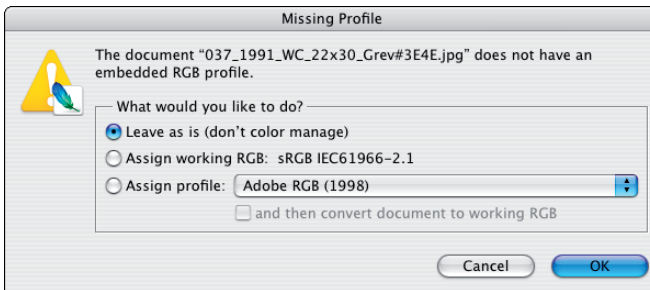 Missing Profile
The document “037_1991_WC_22x30_Grev#3E4E.jpg” does not have an
embedded RGB profile.
What would you like to do?
Leave as is (don’t color manage)
Assign working RGB: sRGB IEC61966-2.1
Assign profile: Adobe RGB (1998)
and then convert document to working RGB
Cancel OK